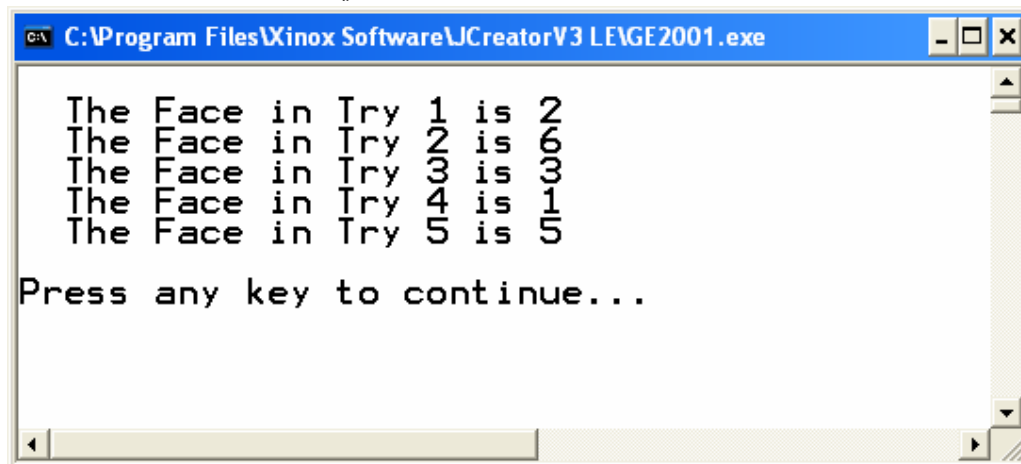 C:\Program Files\Xinox Software\JCreatorV3 LE\GE2001.exe
The Face in Try 1 is 2
The Face in Try 2 is 6
The Face in Try 3 is 3
The Face in Try 4 is 1
The Face in Try 5 is 5
Press any key to continue...